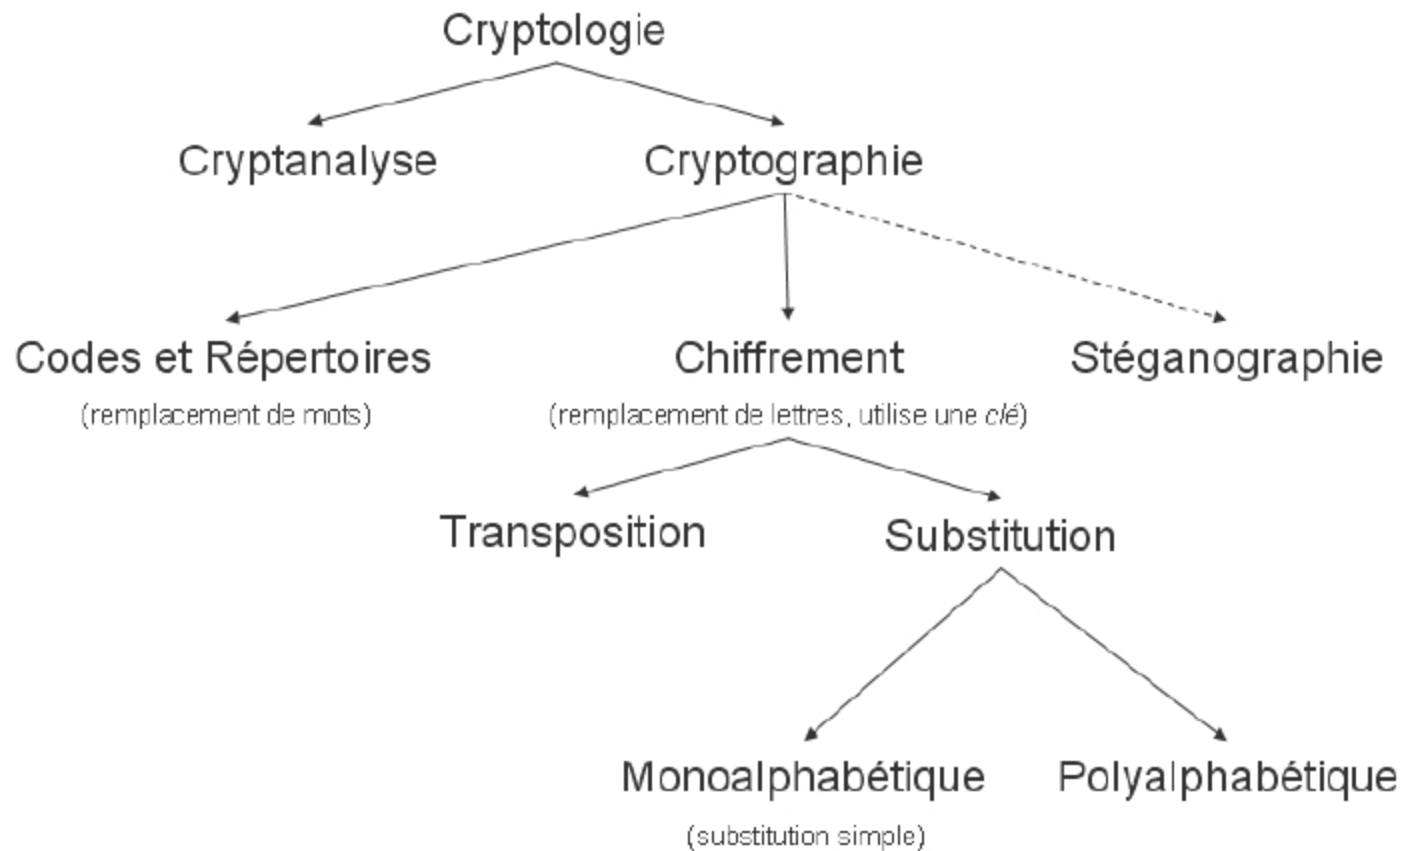 Cryptologie
Cryptanalyse
Cryptographie
Codes et Répertoires
(remplacement de mots)
Chiffrement
(remplacement de lettres, utilise une clé)
Stéganographie
Transposition
Substitution
Monoalphabétique
(substitution simple)
Polyalphabétique